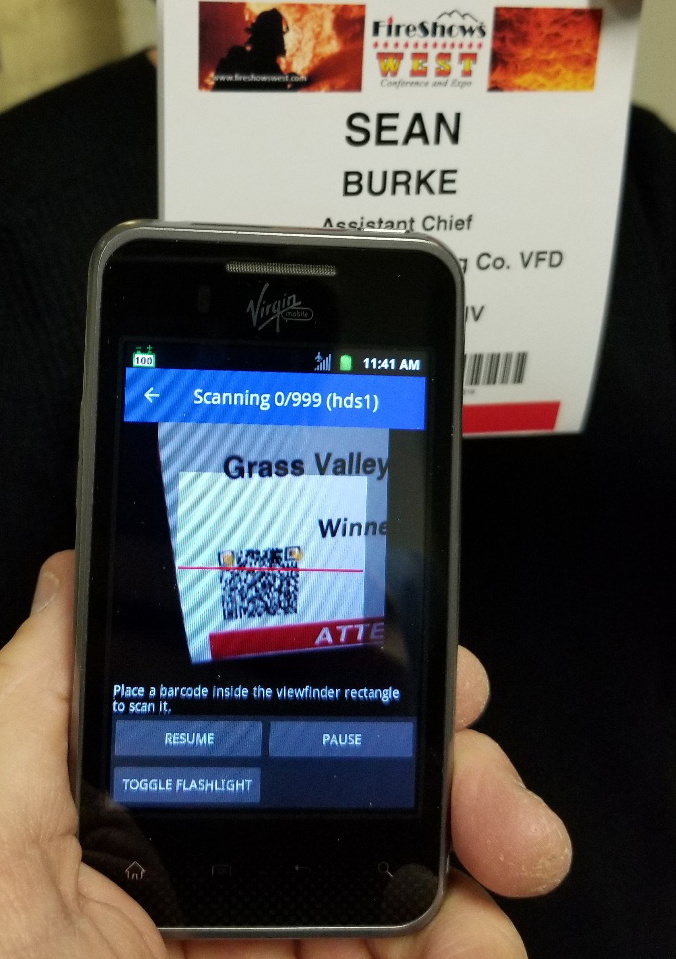 www.fireshowswest.com
FireShows
WEST
Conference and Expo
SEAN
BURKE
Assistant Chief
g Co. VFD
NV
Virgin
mobile
100
11:41 AM
Scanning 0/999 (hds1)
Grass Valley
Winne
ATTE
Place a barcode inside the viewfinder rectangle
to scan it.
RESUME PAUSE
TOGGLE FLASHLIGHT